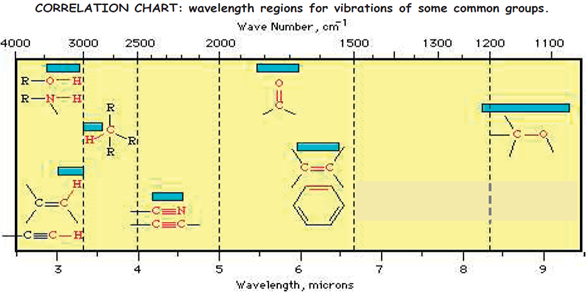 CORRELATION CHART: wavelength regions for vibrations of some common groups.
Wave Number, cm-1
4000 3000 2500 2000 1500 1300 1200 1100
R—O—H
R—N—H
O
C
R
H C R
R
C—O
C=C
H
C=C
C≡N
C≡C
—C≡C—H
3 4 5 6 7 8 9
Wavelength, microns